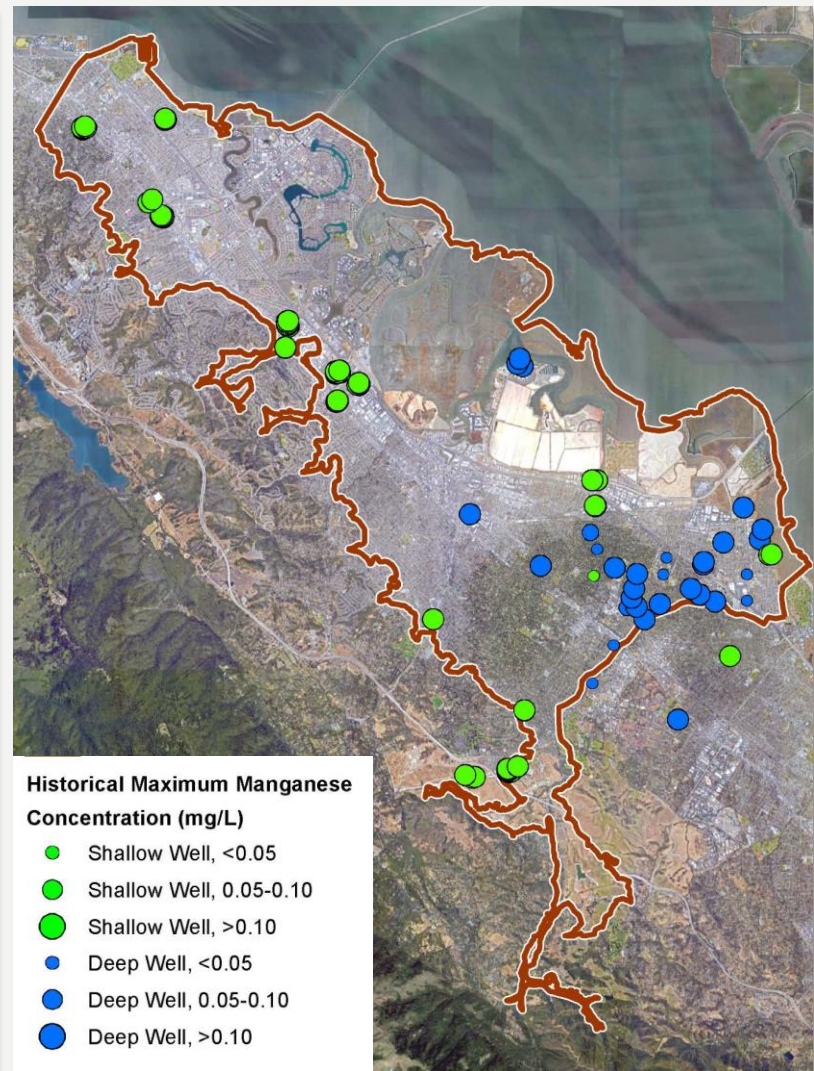 Historical Maximum Manganese
Concentration (mg/L)
Shallow Well, <0.05
Shallow Well, 0.05-0.10
Shallow Well, >0.10
Deep Well, <0.05
Deep Well, 0.05-0.10
Deep Well, >0.10